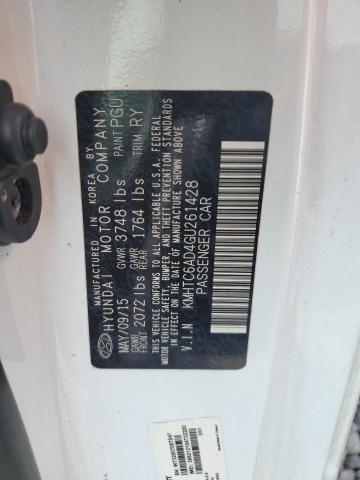 MANUFACTURED IN KOREA BY
HYUNDAI MOTOR COMPANY
MAY/09/15 GVWR 3748 lbs PAINT PGU
GAWR FRONT 2072 lbs GAWR REAR 1764 lbs TRIM RY
THIS VEHICLE CONFORMS TO ALL APPLICABLE U.S.A. FEDERAL
MOTOR VEHICLE SAFETY, BUMPER, AND THEFT PREVENTION STANDARDS
IN EFFECT ON THE DATE OF MANUFACTURE SHOWN ABOVE.
V.I.N KMHTC6AD4GU261428
PASSENGER CAR